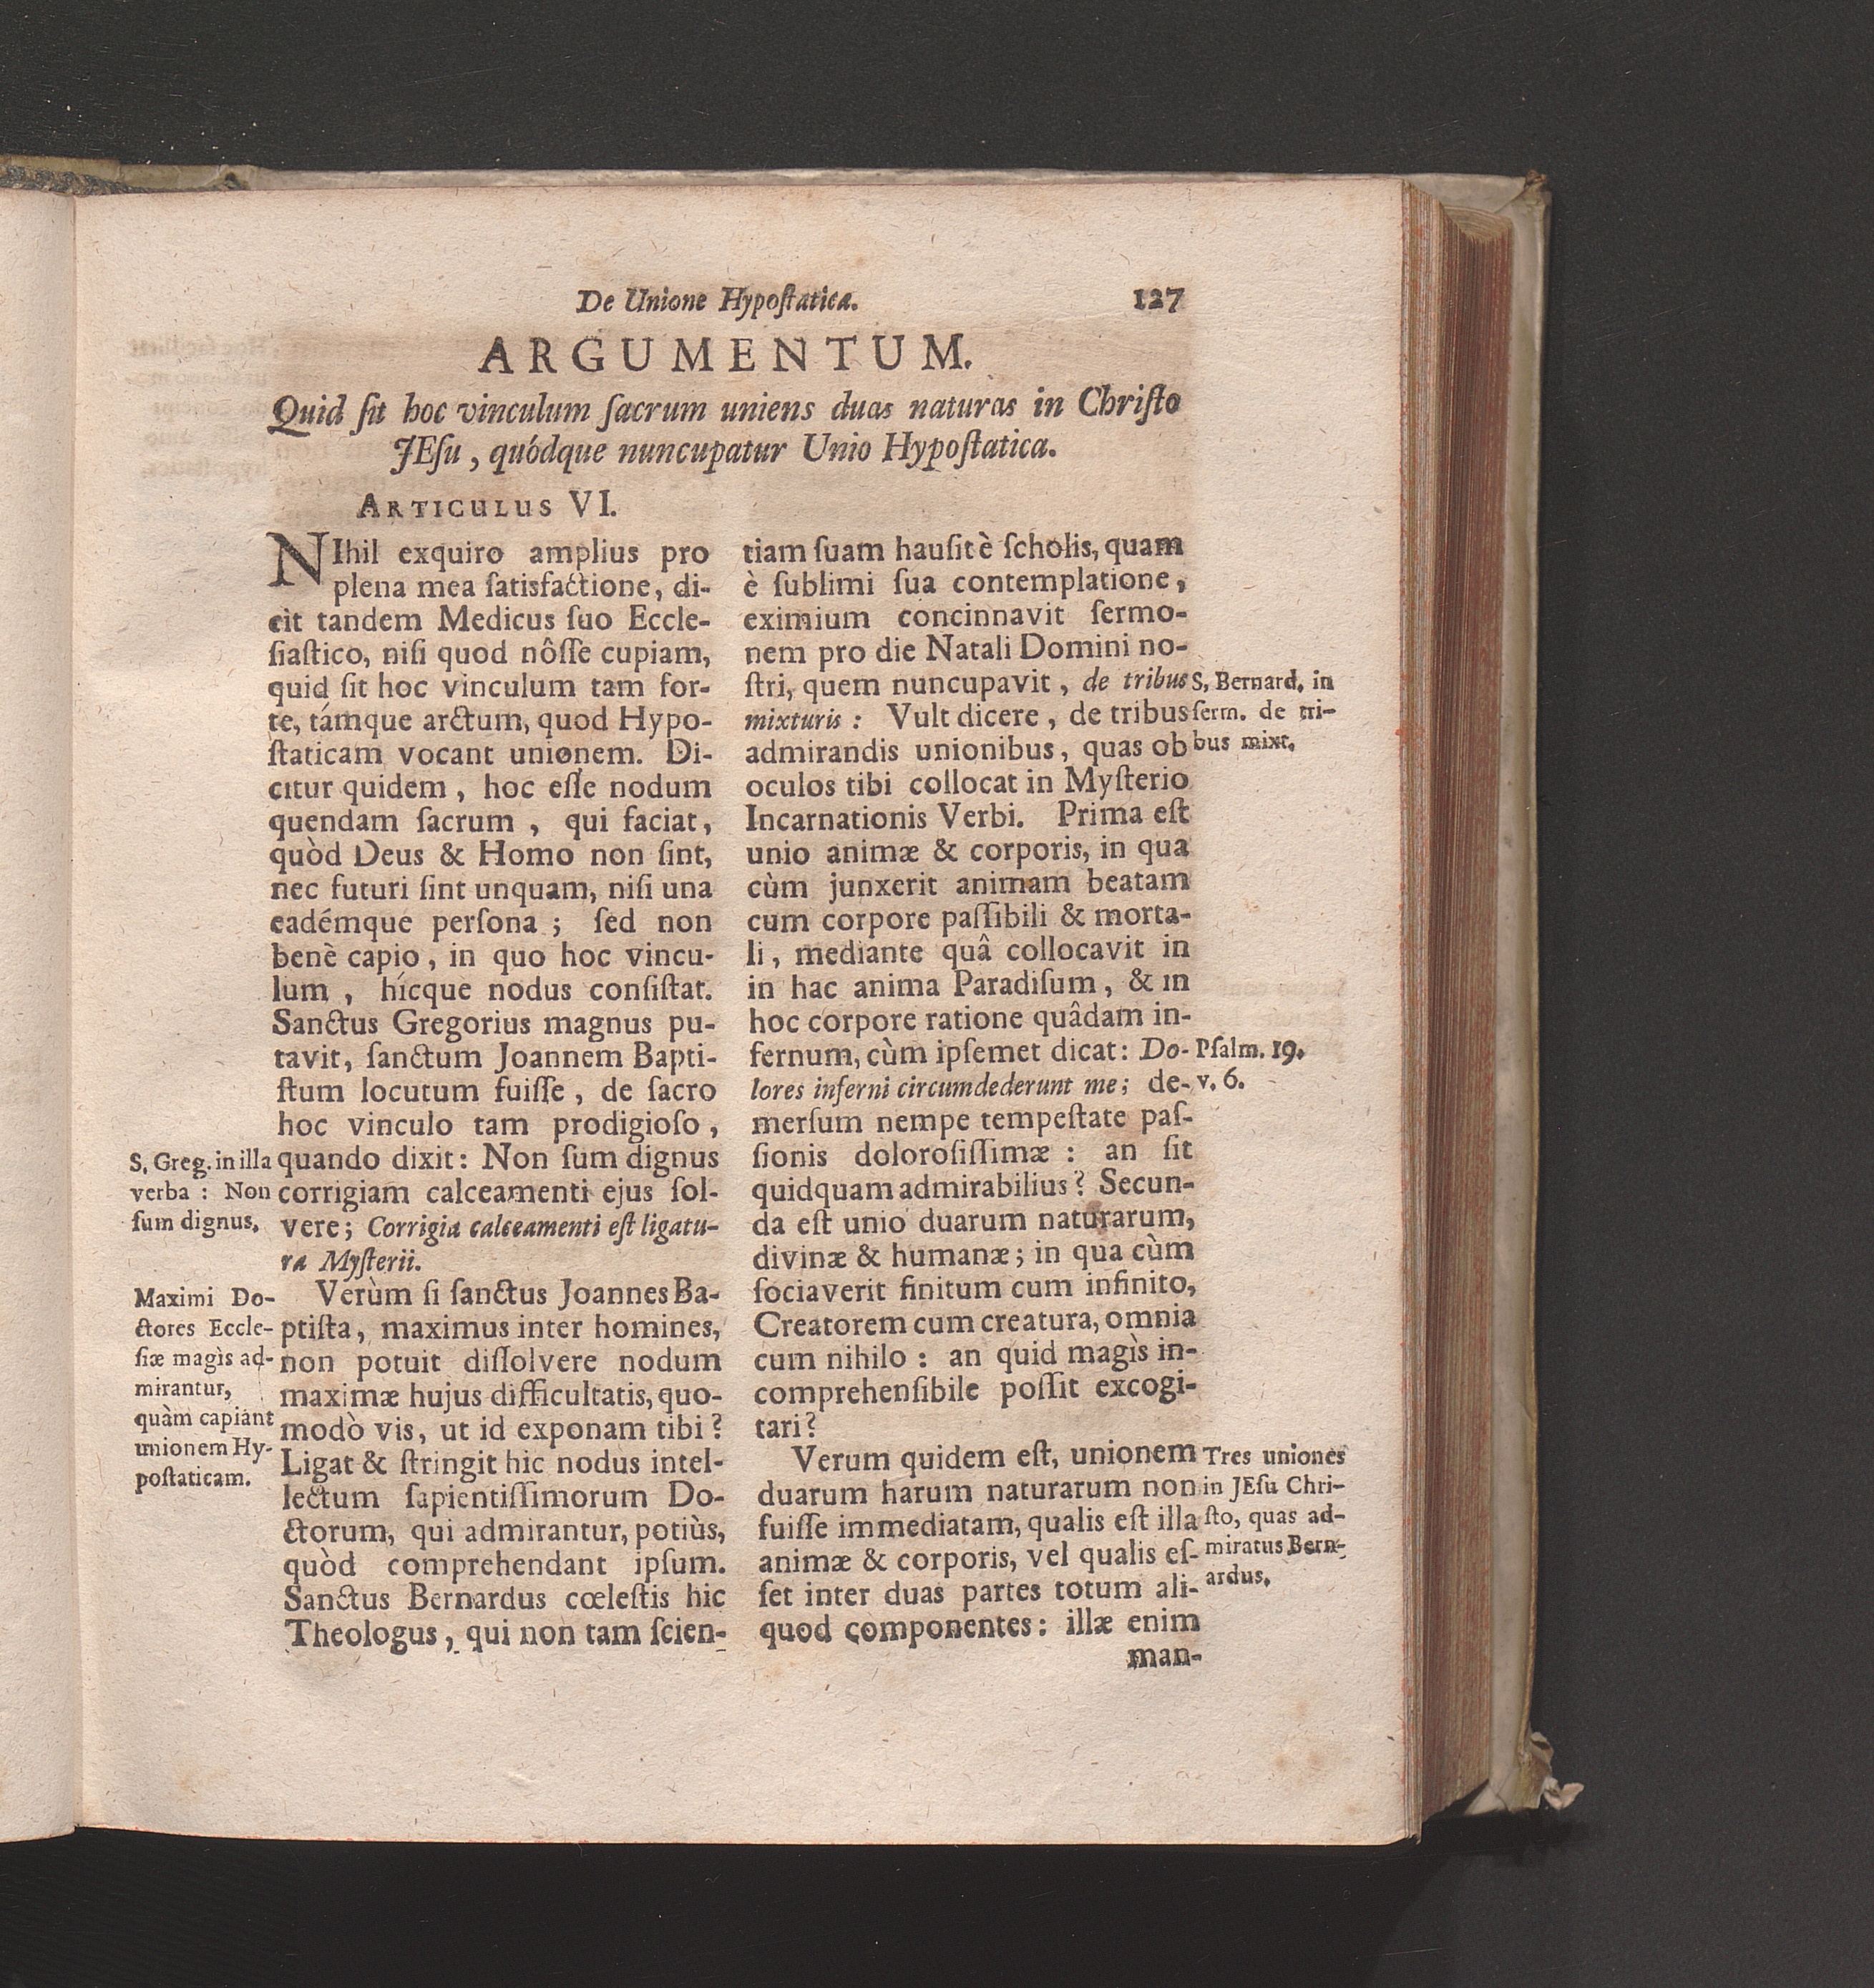 De Unione Hypoſtatica. 127
ARGUMENTUM.
Quid ſit hoc vinculum ſacrum uniens duas naturas in Chriſto
JEſu, quódque nuncupatur Unio Hypoſtatica.
ARTICULUS VI.
NIhil exquiro amplius pro
plena mea ſatisfactione, di-
cit tandem Medicus ſuo Eccle-
ſiaſtico, niſi quod nôſſe cupiam,
quid ſit hoc vinculum tam for-
te, támque arctum, quod Hypo-
ſtaticam vocant unionem. Di-
citur quidem, hoc eſſe nodum
quendam ſacrum, qui faciat,
quòd Deus & Homo non ſint,
nec futuri ſint unquam, niſi una
eadémque perſona; ſed non
benè capio, in quo hoc vincu-
lum, hícque nodus conſiſtat.
Sanctus Gregorius magnus pu-
tavit, ſanctum Joannem Bapti-
ſtum locutum fuiſſe, de ſacro
hoc vinculo tam prodigioſo,
quando dixit: Non ſum dignus
corrigiam calceamenti ejus ſol-
vere; Corrigia calceamenti eſt ligatu-
ra Myſterii.
Verùm ſi ſanctus Joannes Ba-
ptiſta, maximus inter homines,
non potuit diſſolvere nodum
maximæ hujus difficultatis, quo-
modò vis, ut id exponam tibi?
Ligat & ſtringit hic nodus intel-
lectum ſapientiſſimorum Do-
ctorum, qui admirantur, potiùs,
quòd comprehendant ipſum.
Sanctus Bernardus cœleſtis hic
Theologus, qui non tam ſcien-
S. Greg. in illa
verba: Non
ſum dignus.
Maximi Do-
ctores Eccle-
ſiæ magìs ad-
mirantur,
quàm capiant
unionem Hy-
poſtaticam.
tiam ſuam hauſit è ſcholis, quam
è ſublimi ſua contemplatione,
eximium concinnavit ſermo-
nem pro die Natali Domini no-
ſtri, quem nuncupavit, de tribus
mixturis: Vult dicere, de tribus
admirandis unionibus, quas ob
oculos tibi collocat in Myſterio
Incarnationis Verbi. Prima eſt
unio animæ & corporis, in qua
cùm junxerit animam beatam
cum corpore paſſibili & morta-
li, mediante quâ collocavit in
in hac anima Paradiſum, & in
hoc corpore ratione quâdam in-
fernum, cùm ipſemet dicat: Do-
lores inferni circumdederunt me; de-
merſum nempe tempeſtate paſ-
ſionis doloroſiſſimæ: an ſit
quidquam admirabilius? Secun-
da eſt unio duarum naturarum,
divinæ & humanæ; in qua cùm
ſociaverit finitum cum infinito,
Creatorem cum creatura, omnia
cum nihilo: an quid magìs in-
comprehenſibile poſſit excogi-
tari?
Verum quidem eſt, unionem
duarum harum naturarum non
fuiſſe immediatam, qualis eſt illa
animæ & corporis, vel qualis eſ-
ſet inter duas partes totum ali-
quod componentes: illæ enim
man-
S. Bernard. in
ſerm. de tri-
bus mixt.
Pſalm. 19.
v. 6.
Tres uniones
in JEſu Chri-
ſto, quas ad-
miratus Bern-
ardus.